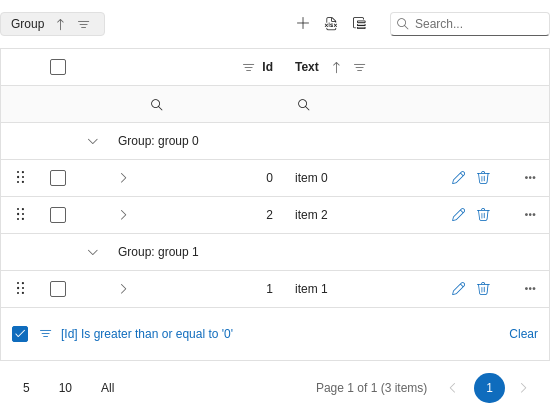 Group
Search...
Id Text
Group: group 0
0 item 0
2 item 2
Group: group 1
1 item 1
[Id] Is greater than or equal to '0' Clear
5 10 All Page 1 of 1 (3 items) 1